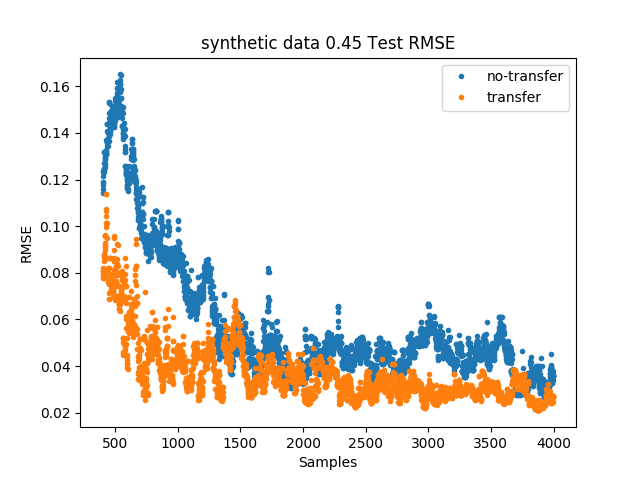 synthetic data 0.45 Test RMSE
no-transfer
transfer
RMSE
0.16
0.14
0.12
0.10
0.08
0.06
0.04
0.02
500 1000 1500 2000 2500 3000 3500 4000
Samples